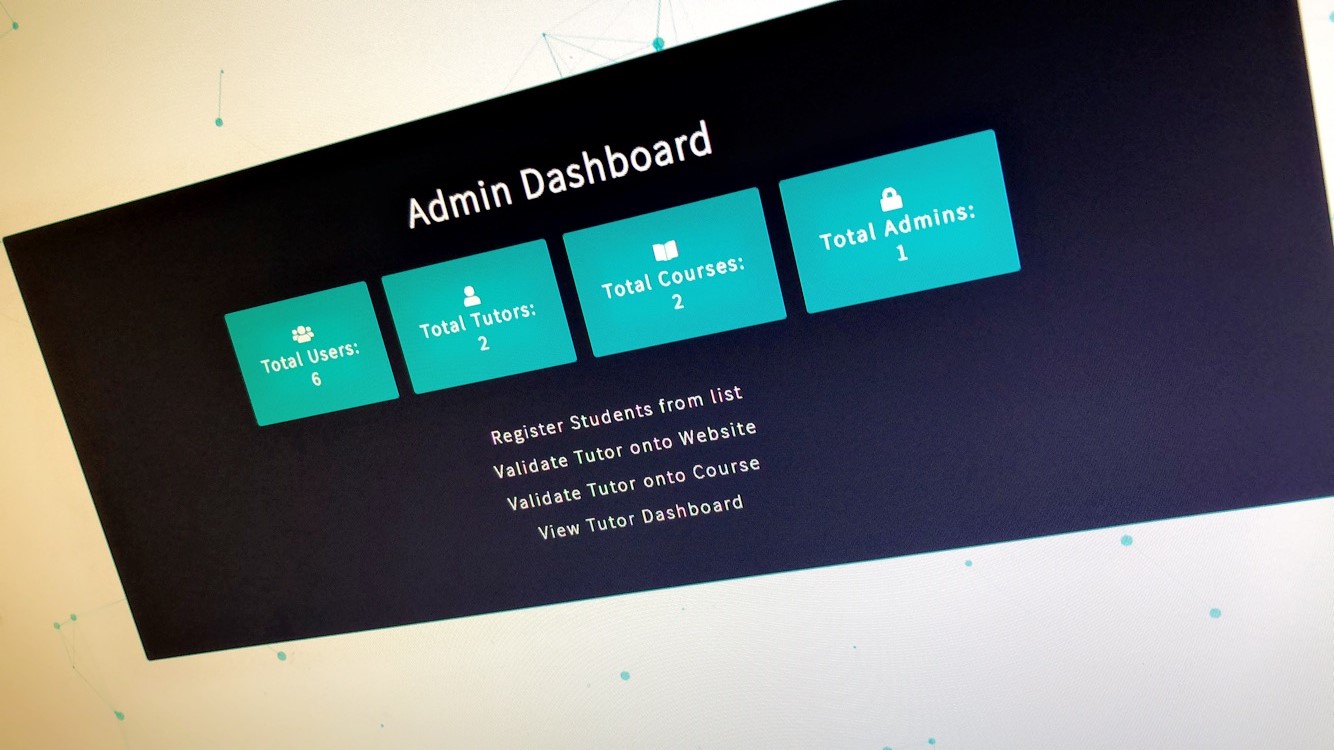 Admin Dashboard
Total Users:
6
Total Tutors:
2
Total Courses:
2
Total Admins:
1
Register Students from list
Validate Tutor onto Website
Validate Tutor onto Course
View Tutor Dashboard